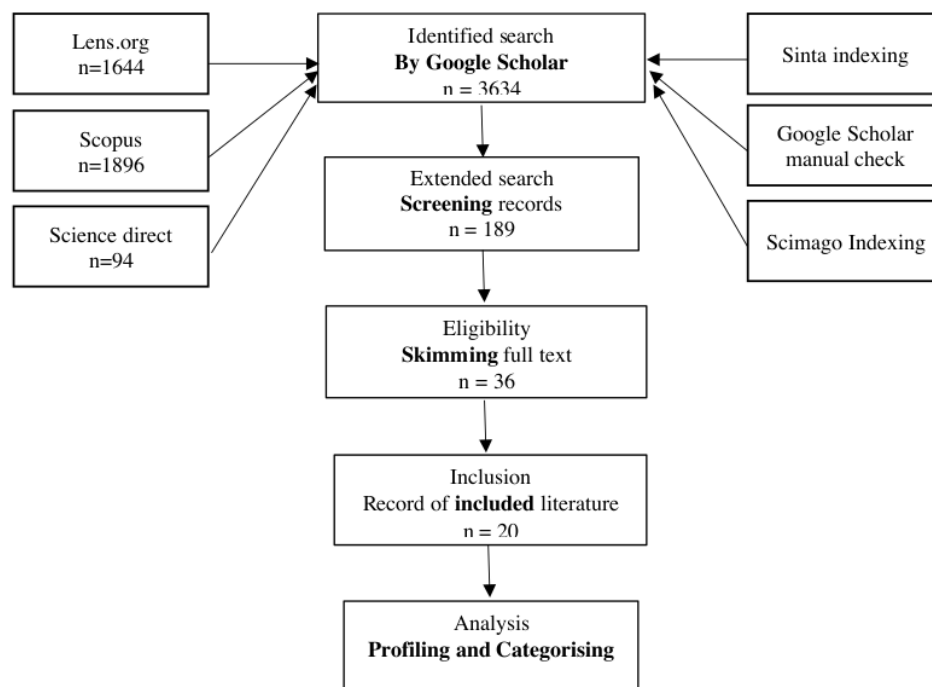 Lens.org
n=1644
Scopus
n=1896
Science direct
n=94
Identified search
By Google Scholar
n = 3634
Extended search
Screening records
n = 189
Eligibility
Skimming full text
n = 36
Inclusion
Record of included literature
n = 20
Analysis
Profiling and Categorising
Sinta indexing
Google Scholar
manual check
Scimago Indexing